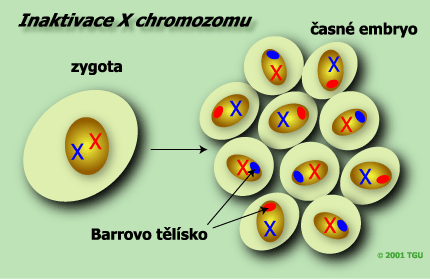 Inaktivace X chromozomu
časné embryo
zygota
X X
X
X
X
X
X
X
X
X
X
X
Barrovo tělísko
© 2001 TGU